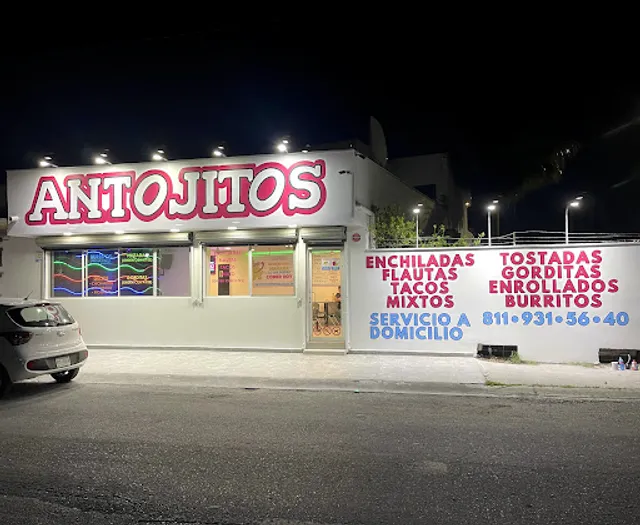 ANTOJITOS
ENCHILADAS
FLAUTAS
TACOS
MIXTOS
SERVICIO A
DOMICILIO
TOSTADAS
GORDITAS
ENROLLADOS
BURRITOS
811•931•56•40